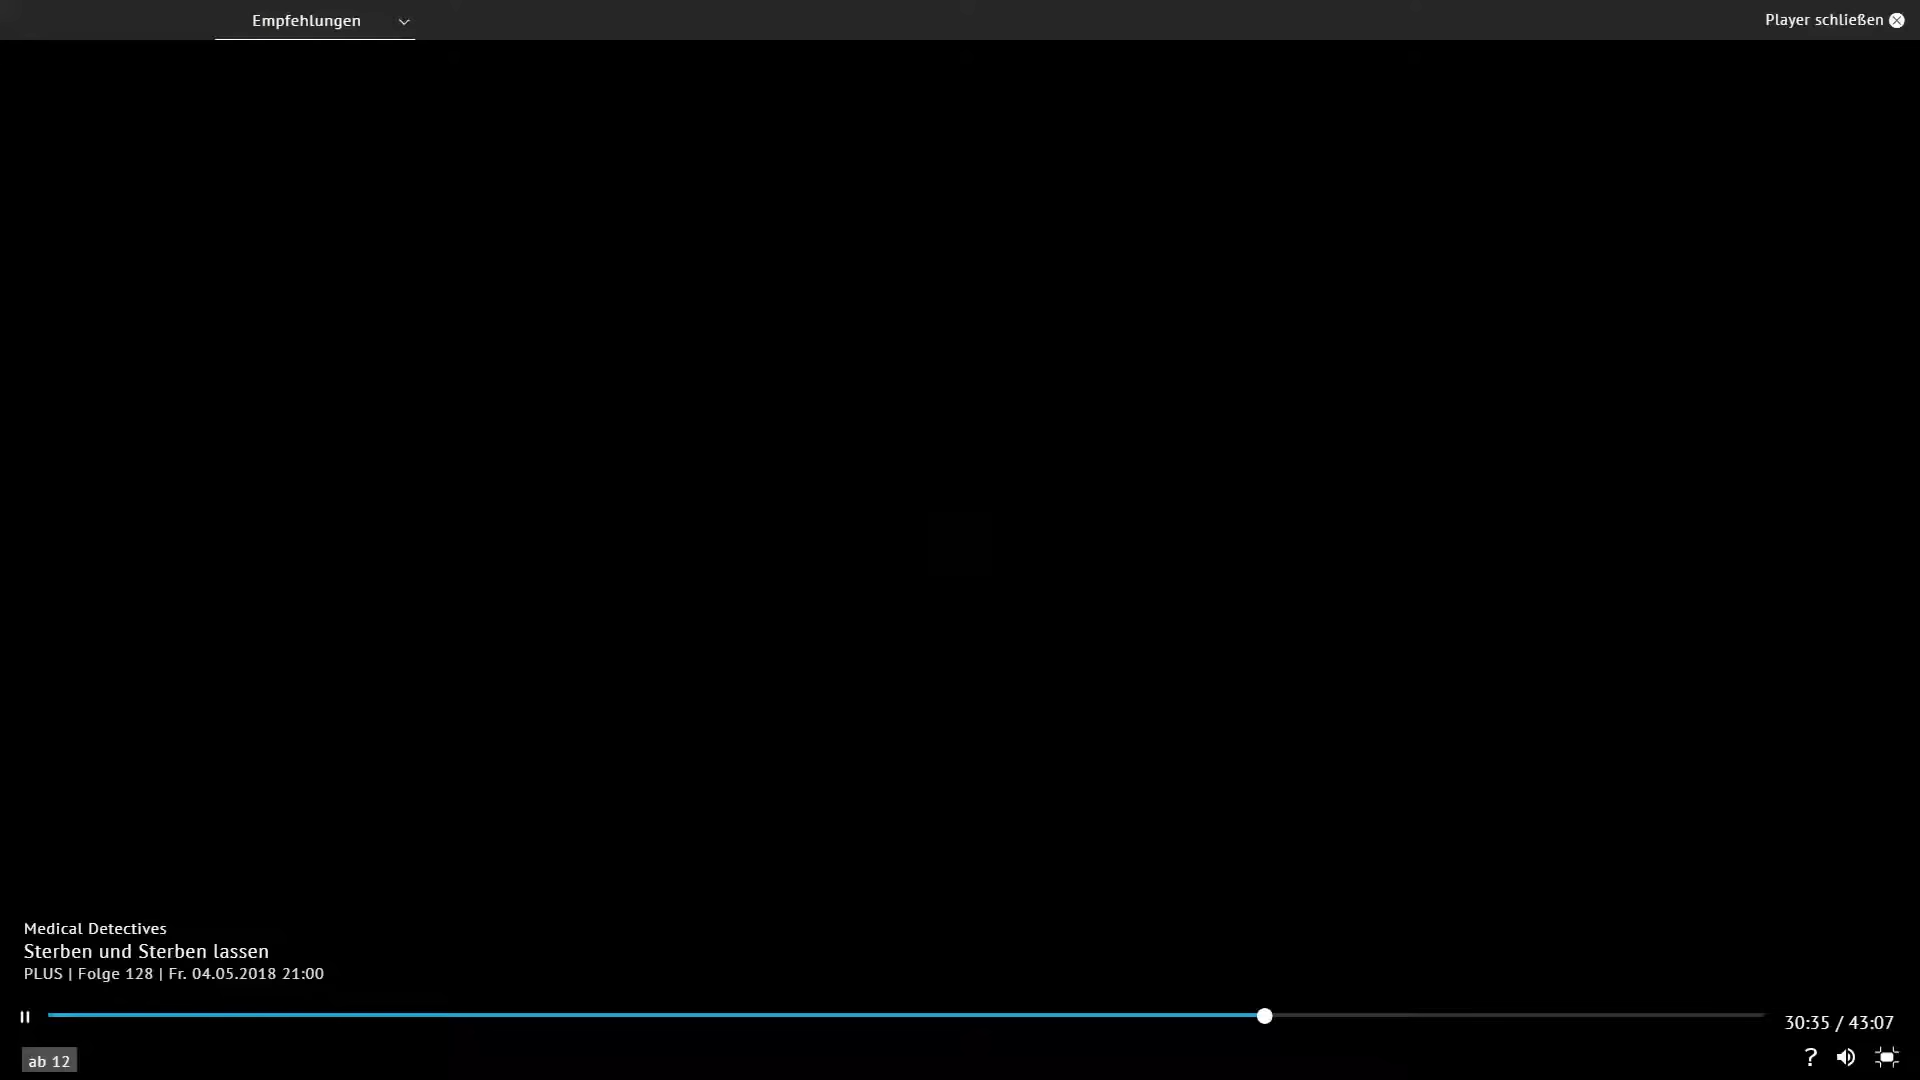 Empfehlungen
Player schließen
Medical Detectives
Sterben und Sterben lassen
PLUS | Folge 128 | Fr. 04.05.2018 21:00
30:35 / 43:07
ab 12
?